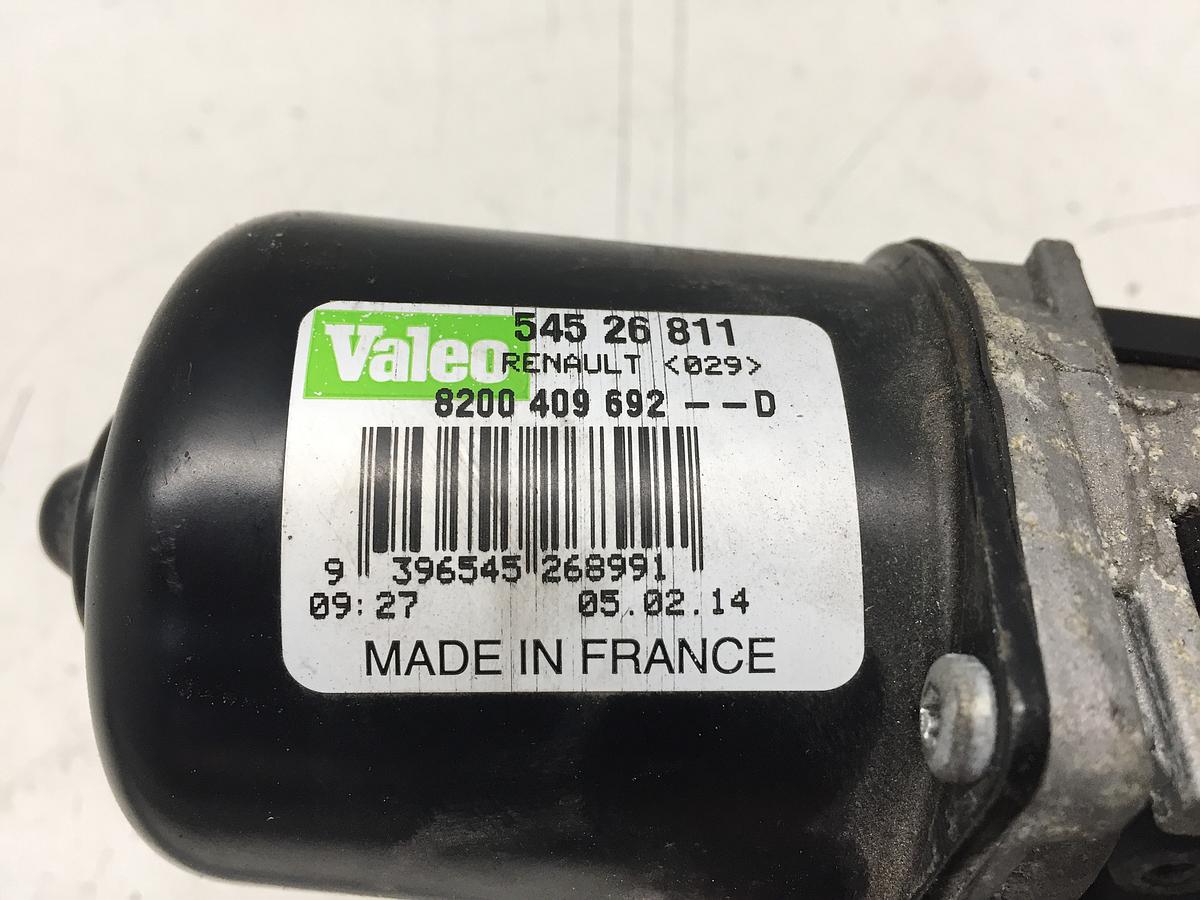 Valeo 545 26 811
RENAULT <029>
8200 409 692 --D
9 396545 268991
09:27 05.02.14
MADE IN FRANCE